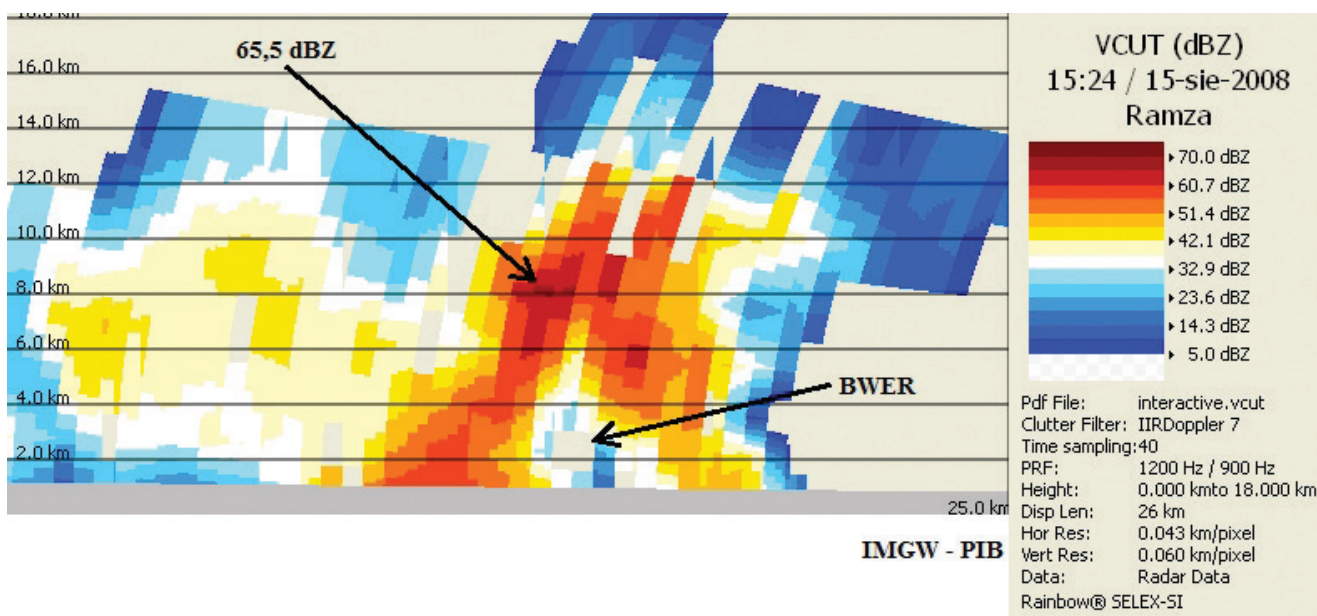 18.0 km
65,5 dBZ
16.0 km
14.0 km
12.0 km
10.0 km
8.0 km
6.0 km
BWER
4.0 km
2.0 km
25.0 km
IMGW - PIB
VCUT (dBZ)
15:24 / 15-sie-2008
Ramza
70.0 dBZ
60.7 dBZ
51.4 dBZ
42.1 dBZ
32.9 dBZ
23.6 dBZ
14.3 dBZ
5.0 dBZ
Pdf File: interactive.vcut
Clutter Filter: IIRDoppler 7
Time sampling:40
PRF: 1200 Hz / 900 Hz
Height: 0.000 kmto 18.000 km
Disp Len: 26 km
Hor Res: 0.043 km/pixel
Vert Res: 0.060 km/pixel
Data: Radar Data
Rainbow® SELEX-SI